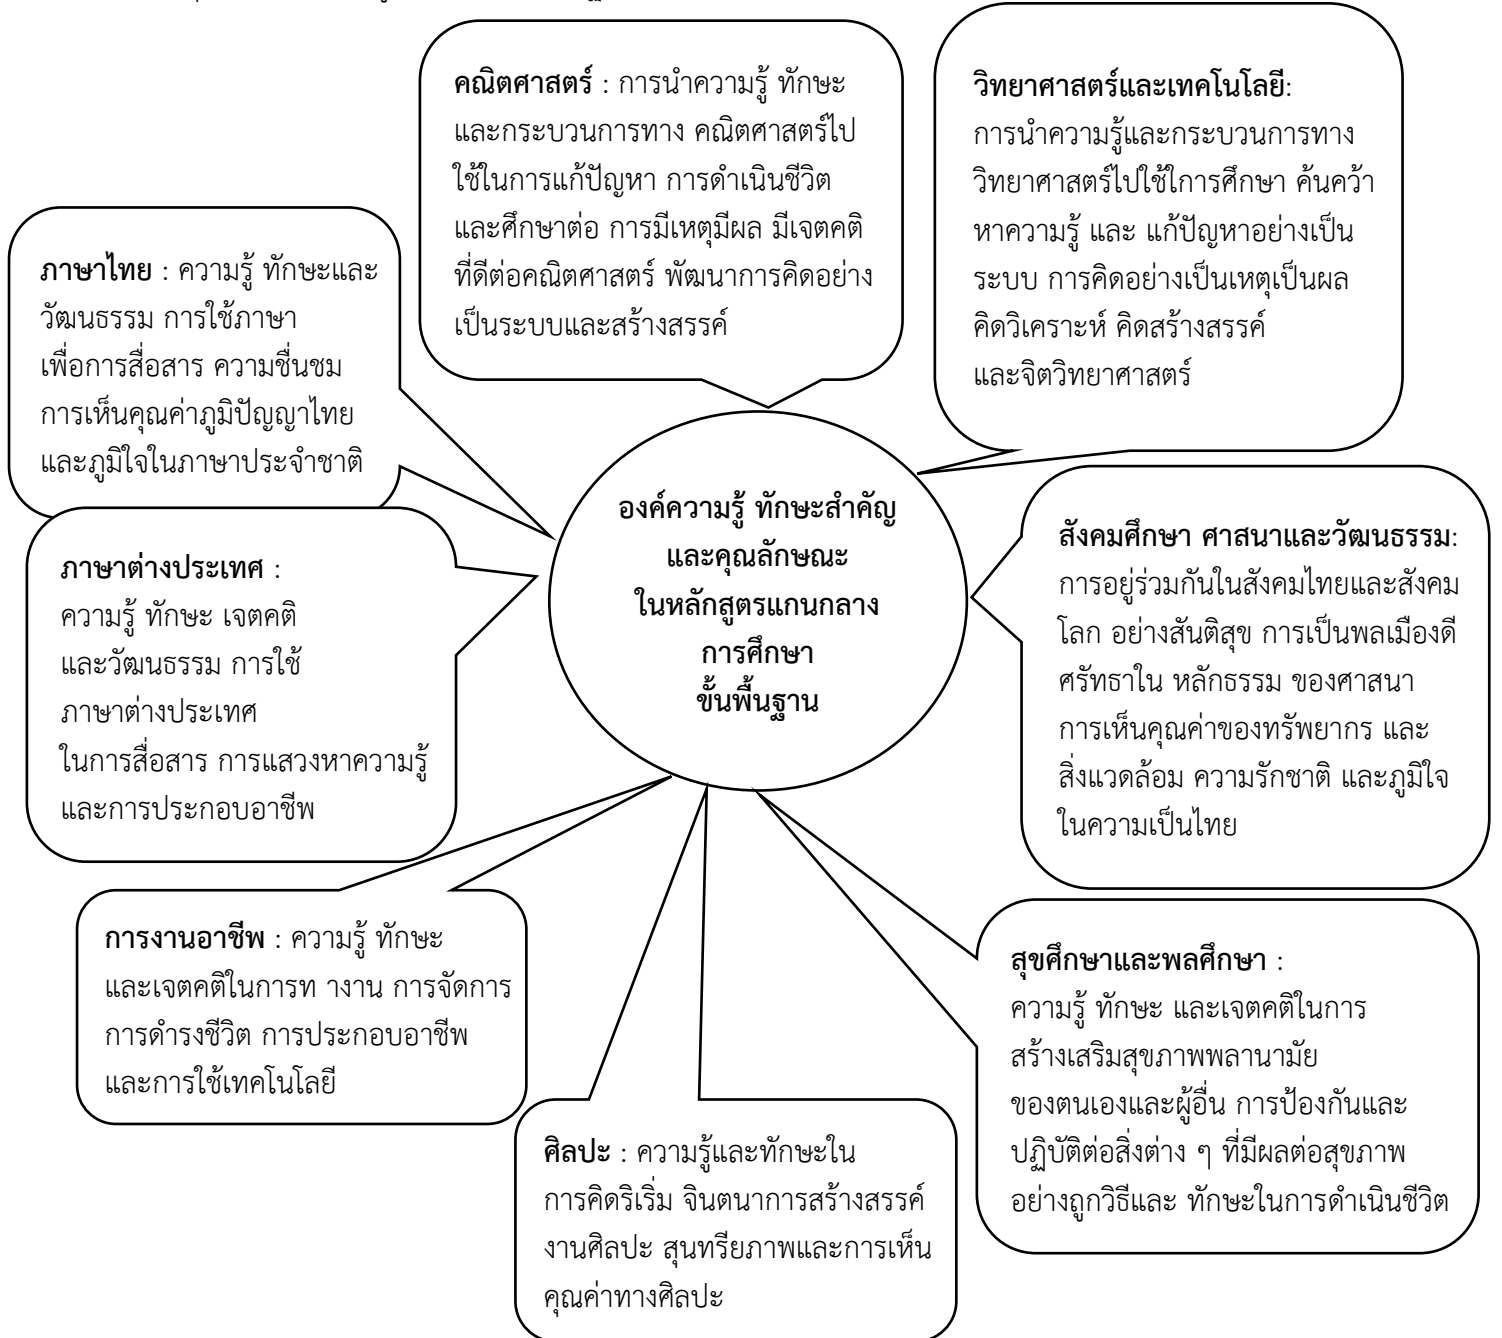 คณิตศาสตร์ : การนำความรู้ ทักษะ
และกระบวนการทาง คณิตศาสตร์ไป
ใช้ในการแก้ปัญหา การดำเนินชีวิต
และศึกษาต่อ การมีเหตุมีผล มีเจตคติ
ที่ดีต่อคณิตศาสตร์ พัฒนาการคิดอย่าง
เป็นระบบและสร้างสรรค์
วิทยาศาสตร์และเทคโนโลยี:
การนำความรู้และกระบวนการทาง
วิทยาศาสตร์ไปใช้ใการศึกษา ค้นคว้า
หาความรู้ และ แก้ปัญหาอย่างเป็น
ระบบ การคิดอย่างเป็นเหตุเป็นผล
คิดวิเคราะห์ คิดสร้างสรรค์
และจิตวิทยาศาสตร์
ภาษาไทย : ความรู้ ทักษะและ
วัฒนธรรม การใช้ภาษา
เพื่อการสื่อสาร ความชื่นชม
การเห็นคุณค่าภูมิปัญญาไทย
และภูมิใจในภาษาประจำชาติ
องค์ความรู้ ทักษะสำคัญ
และคุณลักษณะ
ในหลักสูตรแกนกลาง
การศึกษา
ขั้นพื้นฐาน
สังคมศึกษา ศาสนาและวัฒนธรรม:
การอยู่ร่วมกันในสังคมไทยและสังคม
โลก อย่างสันติสุข การเป็นพลเมืองดี
ศรัทธาใน หลักธรรม ของศาสนา
การเห็นคุณค่าของทรัพยากร และ
สิ่งแวดล้อม ความรักชาติ และภูมิใจ
ในความเป็นไทย
ภาษาต่างประเทศ :
ความรู้ ทักษะ เจตคติ
และวัฒนธรรม การใช้
ภาษาต่างประเทศ
ในการสื่อสาร การแสวงหาความรู้
และการประกอบอาชีพ
การงานอาชีพ : ความรู้ ทักษะ
และเจตคติในการท างาน การจัดการ
การดำรงชีวิต การประกอบอาชีพ
และการใช้เทคโนโลยี
สุขศึกษาและพลศึกษา :
ความรู้ ทักษะ และเจตคติในการ
สร้างเสริมสุขภาพพลานามัย
ของตนเองและผู้อื่น การป้องกันและ
ปฏิบัติต่อสิ่งต่าง ๆ ที่มีผลต่อสุขภาพ
อย่างถูกวิธีและ ทักษะในการดำเนินชีวิต
ศิลปะ : ความรู้และทักษะใน
การคิดริเริ่ม จินตนาการสร้างสรรค์
งานศิลปะ สุนทรียภาพและการเห็น
คุณค่าทางศิลปะ